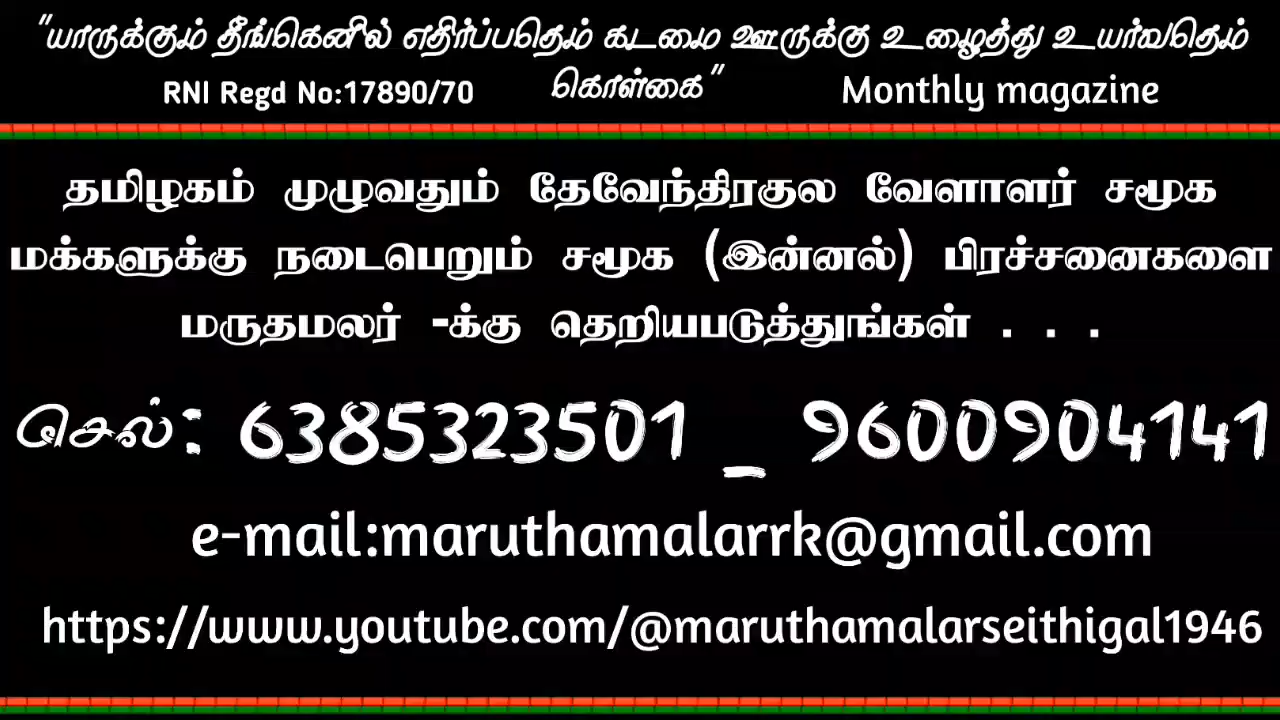 "யாருக்கும் தீங்கெனில் எதிர்ப்பதெம் கடமை ஊருக்கு உழைத்து உயர்வதெம்
கொள்கை"
RNI Regd No:17890/70
Monthly magazine
தமிழகம் முழுவதும் தேவேந்திரகுல வேளாளர் சமூக
மக்களுக்கு நடைபெறும் சமூக (இன்னல்) பிரச்சனைகளை
மருதமலர் -க்கு தெறியபடுத்துங்கள் . . .
செல்: 6385323501 _ 9600904141
e-mail:maruthamalarrk@gmail.com
https://www.youtube.com/@maruthamalarseithigal1946